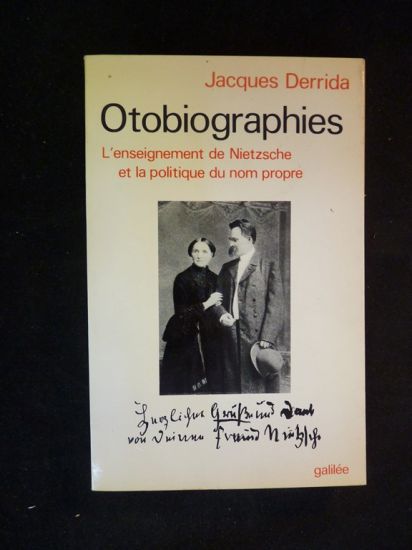 Jacques Derrida
Otobiographies
L'enseignement de Nietzsche
et la politique du nom propre
Herzlichen Gruß und Dank
von Deinem Freund Nietzsche
galilée